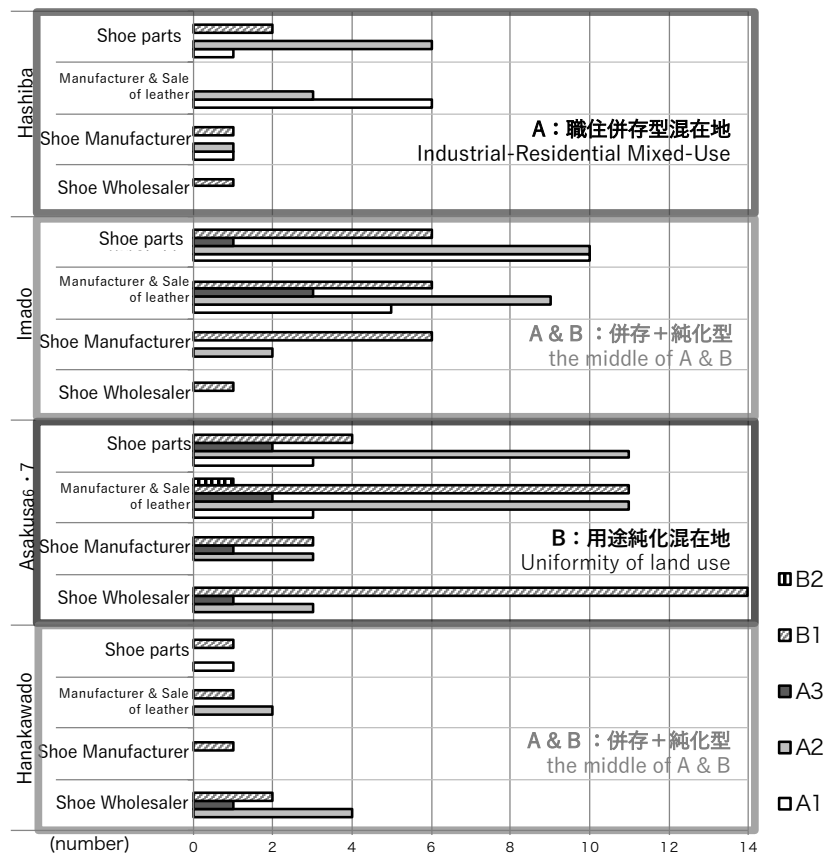 Hashiba
Shoe parts
Manufacturer & Sale
of leather
Shoe Manufacturer
Shoe Wholesaler
A：職住併存型混在地
Industrial-Residential Mixed-Use
Imado
Shoe parts
Manufacturer & Sale
of leather
Shoe Manufacturer
Shoe Wholesaler
A & B：併存＋純化型
the middle of A & B
Asakusa6・7
Shoe parts
Manufacturer & Sale
of leather
Shoe Manufacturer
Shoe Wholesaler
B：用途純化混在地
Uniformity of land use
Hanakawado
Shoe parts
Manufacturer & Sale
of leather
Shoe Manufacturer
Shoe Wholesaler
A & B：併存＋純化型
the middle of A & B
B2
B1
A3
A2
A1
(number) 0 2 4 6 8 10 12 14